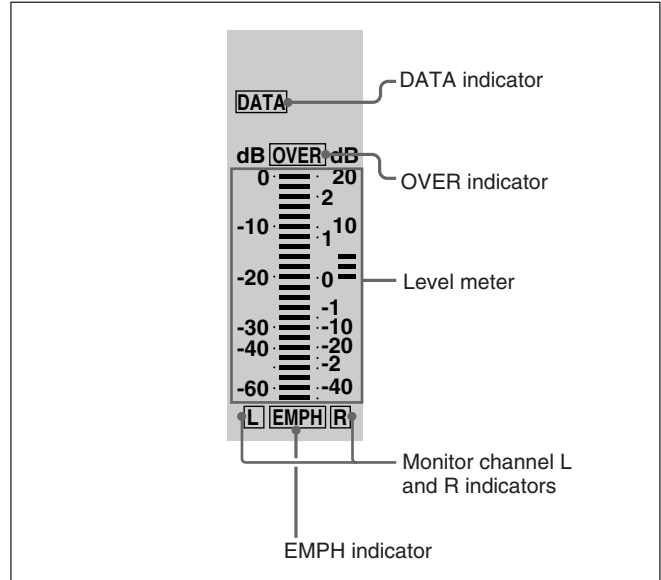 DATA
DATA indicator
dB OVER dB
OVER indicator
0 20
2
-10 10
1
-20 0
Level meter
-1
-30 -10
-40 -20
-2
-60 -40
L EMPH R
Monitor channel L
and R indicators
EMPH indicator